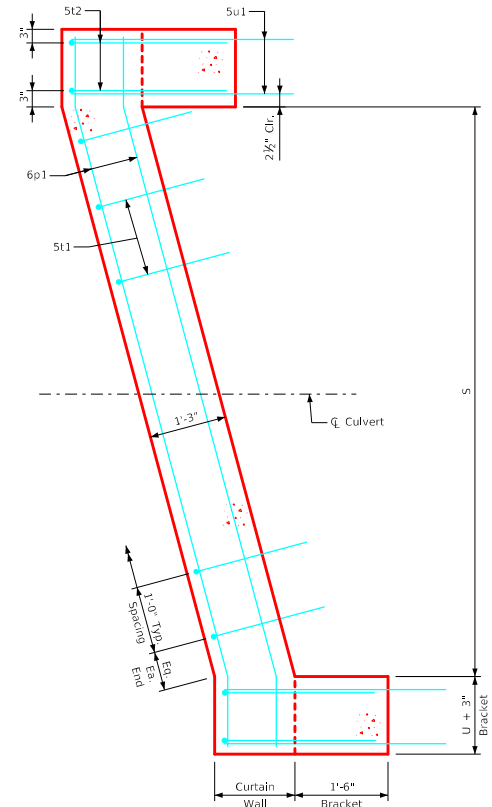 5t2
5u1
3"
3"
2½" Clr.
6p1
5t1
S
1'-3"
℄ Culvert
1'-0" Typ.
Spacing
Eq.
Ea.
End
U + 3"
Bracket
Curtain
Wall
1'-6"
Bracket